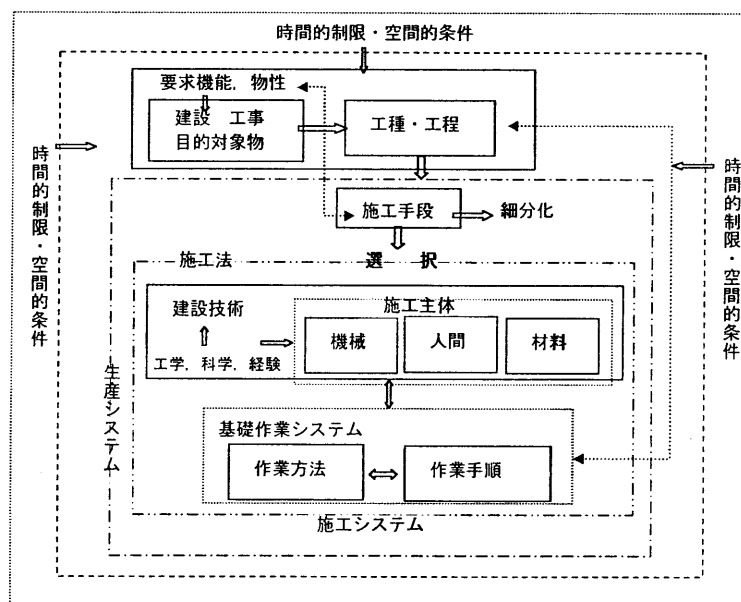 時間的制限・空間的条件
要求機能，物性
建設　工事
目的対象物
工種・工程
時間的制限・空間的条件
時間的制限・空間的条件
施工手段
細分化
施工法
選　択
建設技術
施工主体
機械
人間
材料
工学，科学，経験
生産システム
基礎作業システム
作業方法
作業手順
施工システム